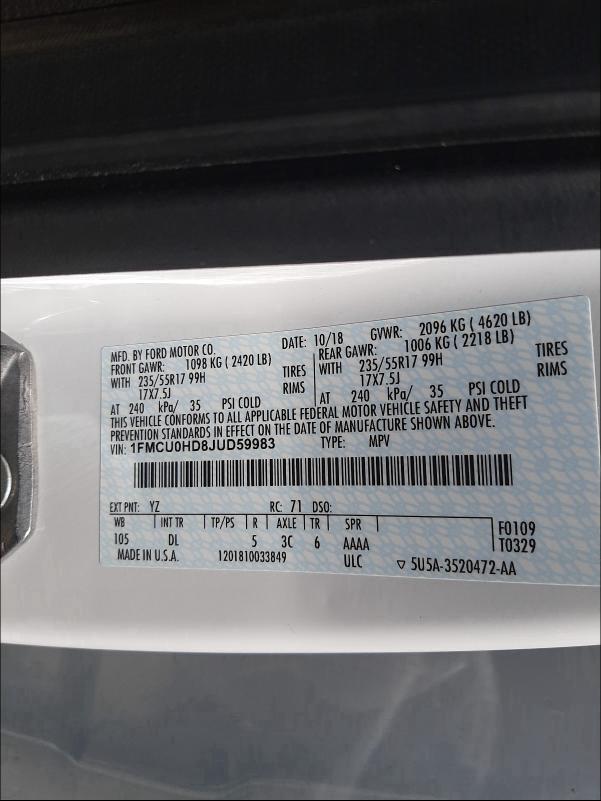 MFD. BY FORD MOTOR CO. DATE: 10/18 GVWR: 2096 KG ( 4620 LB)
FRONT GAWR: 1098 KG ( 2420 LB) REAR GAWR: 1006 KG ( 2218 LB)
WITH 235/55R17 99H TIRES WITH 235/55R17 99H TIRES
17X7.5J RIMS 17X7.5J RIMS
AT 240 kPa/ 35 PSI COLD AT 240 kPa/ 35 PSI COLD
THIS VEHICLE CONFORMS TO ALL APPLICABLE FEDERAL MOTOR VEHICLE SAFETY AND THEFT
PREVENTION STANDARDS IN EFFECT ON THE DATE OF MANUFACTURE SHOWN ABOVE.
VIN: 1FMCU0HD8JUD59983 TYPE: MPV
EXT PNT: YZ RC: 71 DSO:
WB INT TR TP/PS R AXLE TR SPR F0109
105 DL 5 3C 6 AAAA T0329
MADE IN U.S.A. 1201810033849 ULC ▽ 5U5A-3520472-AA